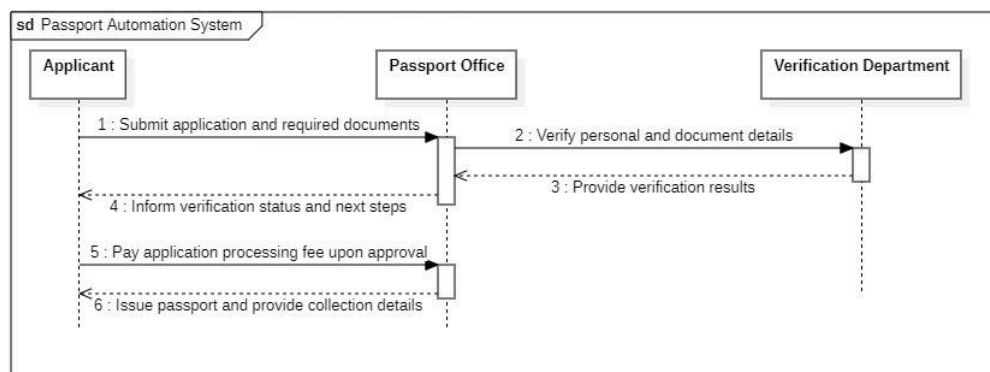 sd Passport Automation System
Applicant
Passport Office
Verification Department
1 : Submit application and required documents
2 : Verify personal and document details
3 : Provide verification results
4 : Inform verification status and next steps
5 : Pay application processing fee upon approval
6 : Issue passport and provide collection details